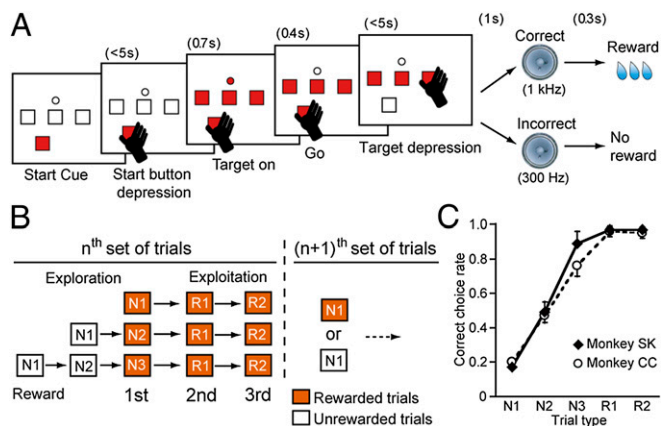 A
(<5s)
(0.7s)
(0.4s)
(<5s)
(1s)
(0.3s)
Correct
Reward
(1 kHz)
Start Cue
Start button
depression
Target on
Go
Target depression
Incorrect
No
reward
(300 Hz)
B
nth set of trials
(n+1)th set of trials
Exploration
Exploitation
N1 R1 R2
N1 N2 R1 R2
N1 N2 N3 R1 R2
Reward 1st 2nd 3rd
N1
or
N1
Rewarded trials
Unrewarded trials
C
Correct choice rate
1.0
0.8
0.6
0.4
0.2
0
Monkey SK
Monkey CC
N1 N2 N3 R1 R2
Trial type